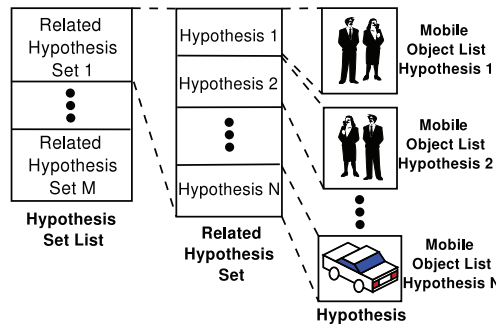 Related
Hypothesis
Set 1
Related
Hypothesis
Set M
Hypothesis
Set List
Hypothesis 1
Hypothesis 2
Hypothesis N
Related
Hypothesis
Set
Mobile
Object List
Hypothesis 1
Mobile
Object List
Hypothesis 2
Mobile
Object List
Hypothesis N
Hypothesis